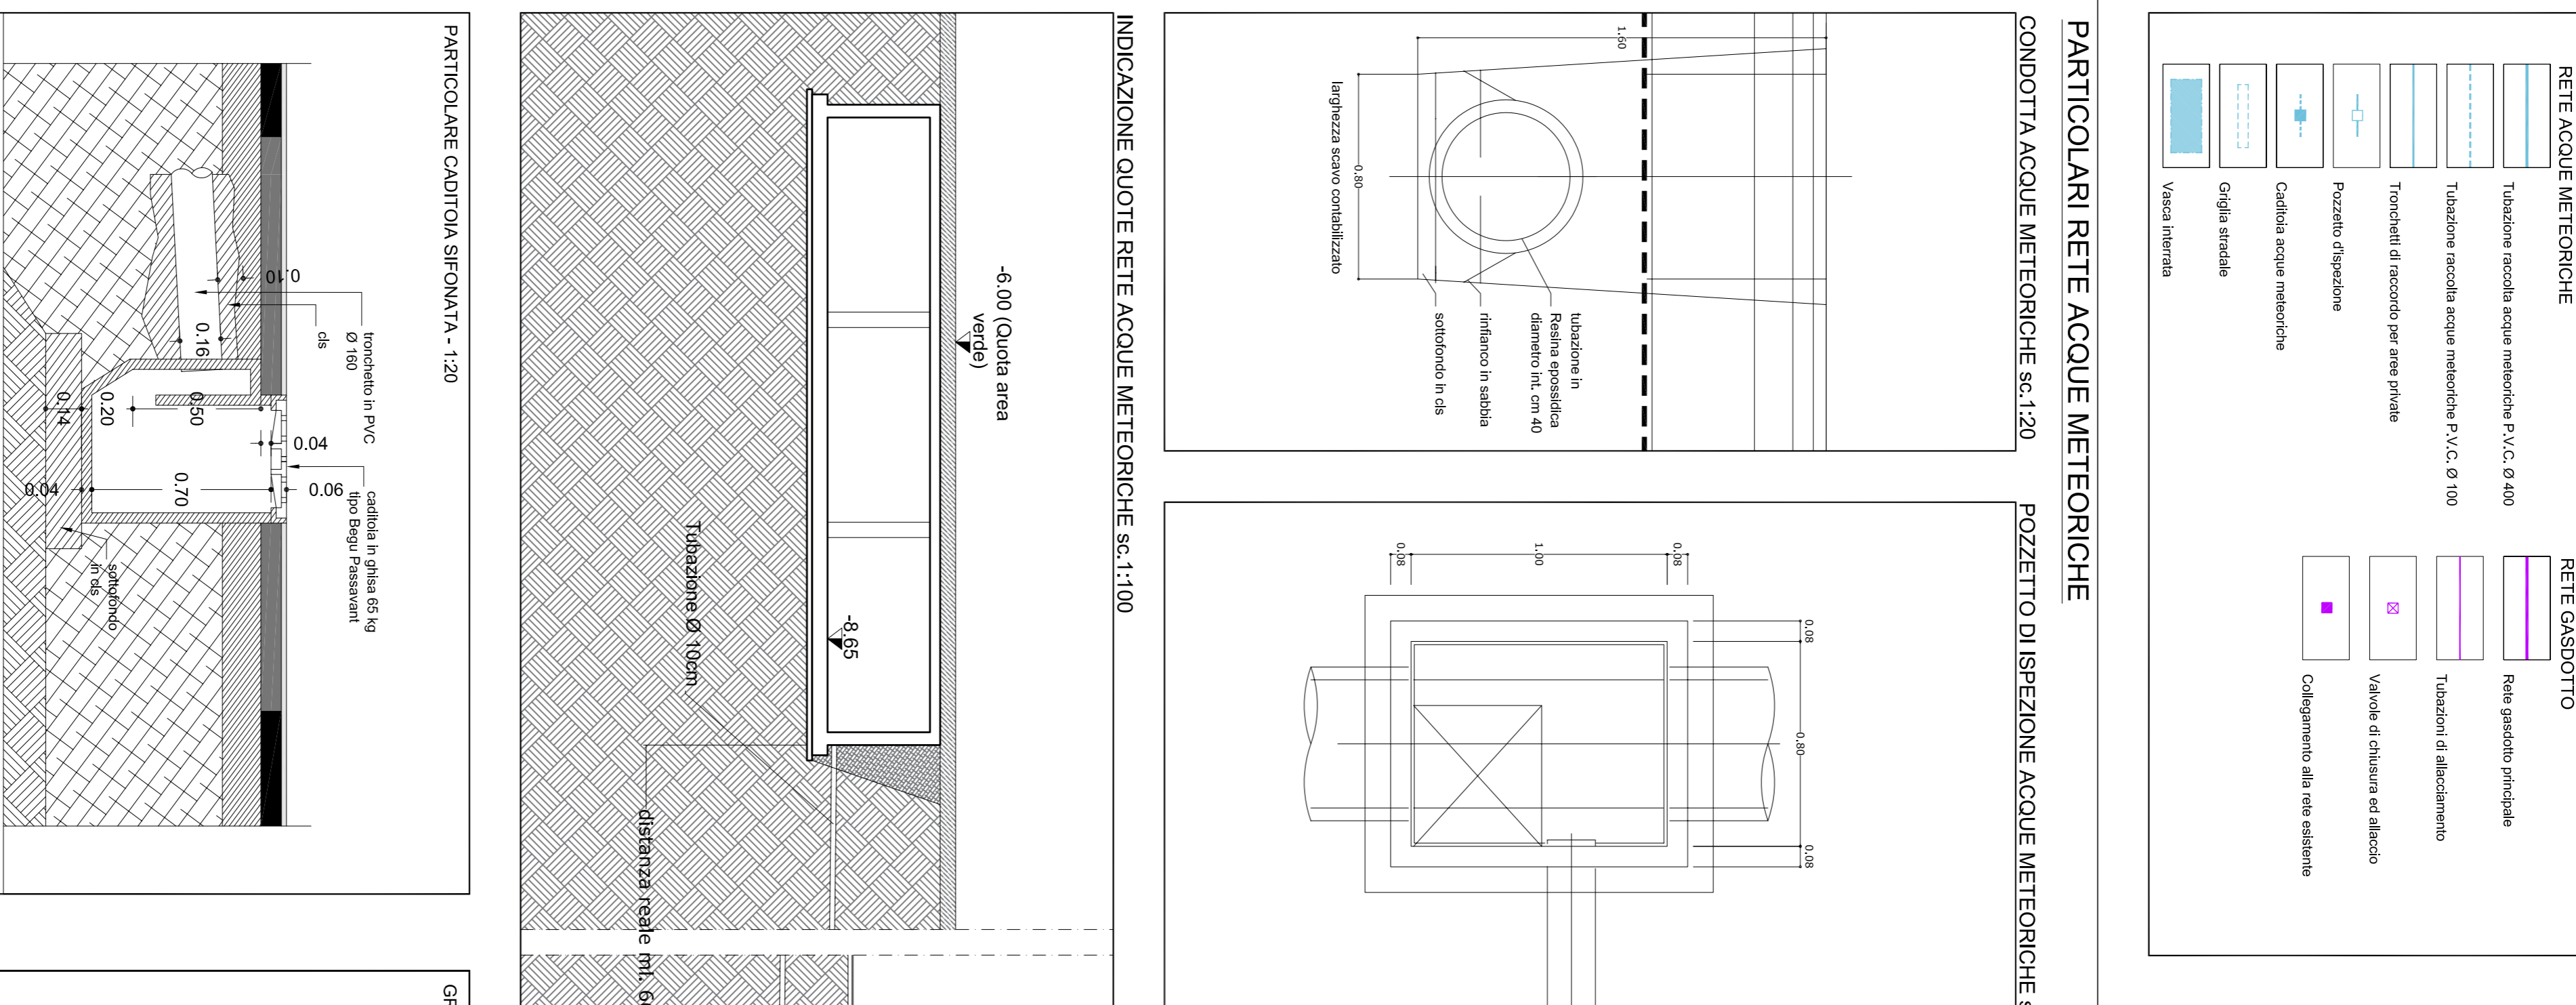 RETE ACQUE METEORICHE
Tubazione raccolta acque meteoriche P.V.C. Ø 400
Tubazione raccolta acque meteoriche P.V.C. Ø 100
Tronchetti di raccordo per aree private
Pozzetto d'ispezione
Caditoia acque meteoriche
Griglia stradale
Vasca interrata
RETE GASDOTTO
Rete gasdotto principale
Tubazioni di allacciamento
Valvole di chiusura ed allaccio
Collegamento alla rete esistente
PARTICOLARI RETE ACQUE METEORICHE
CONDOTTA ACQUE METEORICHE sc.1:20
1.60
0.80
larghezza scavo contabilizzato
tubazione in
Resina epossidica
diametro int. cm 40
rinfianco in sabbia
sottofondo in cls
POZZETTO DI ISPEZIONE ACQUE METEORICHE
0.08
1.00
0.08
0.08
0.80
0.08
INDICAZIONE QUOTE RETE ACQUE METEORICHE sc.1:100
-6.00 (Quota area
verde)
-8.65
Tubazione Ø 10cm
distanza reale ml.
PARTICOLARE CADITOIA SIFONATA - 1:20
tronchetto in PVC
Ø 160
cls
0.10
0.16
0.50
0.20
0.14
0.04
0.06
0.70
0.04
caditoia in ghisa 65 kg
tipo Begu Passavant
sottofondo
in cls